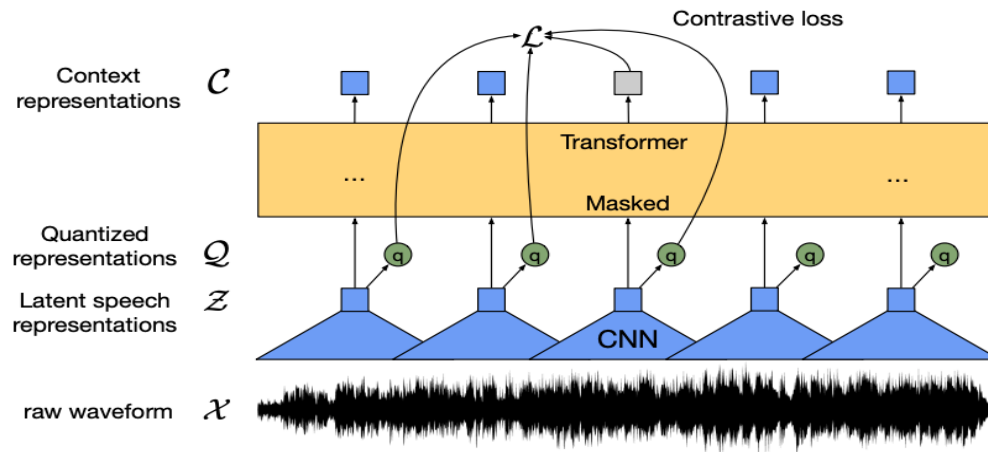 Contrastive loss
ℒ
Context
representations
𝒞
Transformer
...
...
Masked
Quantized
representations
𝒬
q
q
q
q
q
Latent speech
representations
𝒵
CNN
raw waveform
𝒳